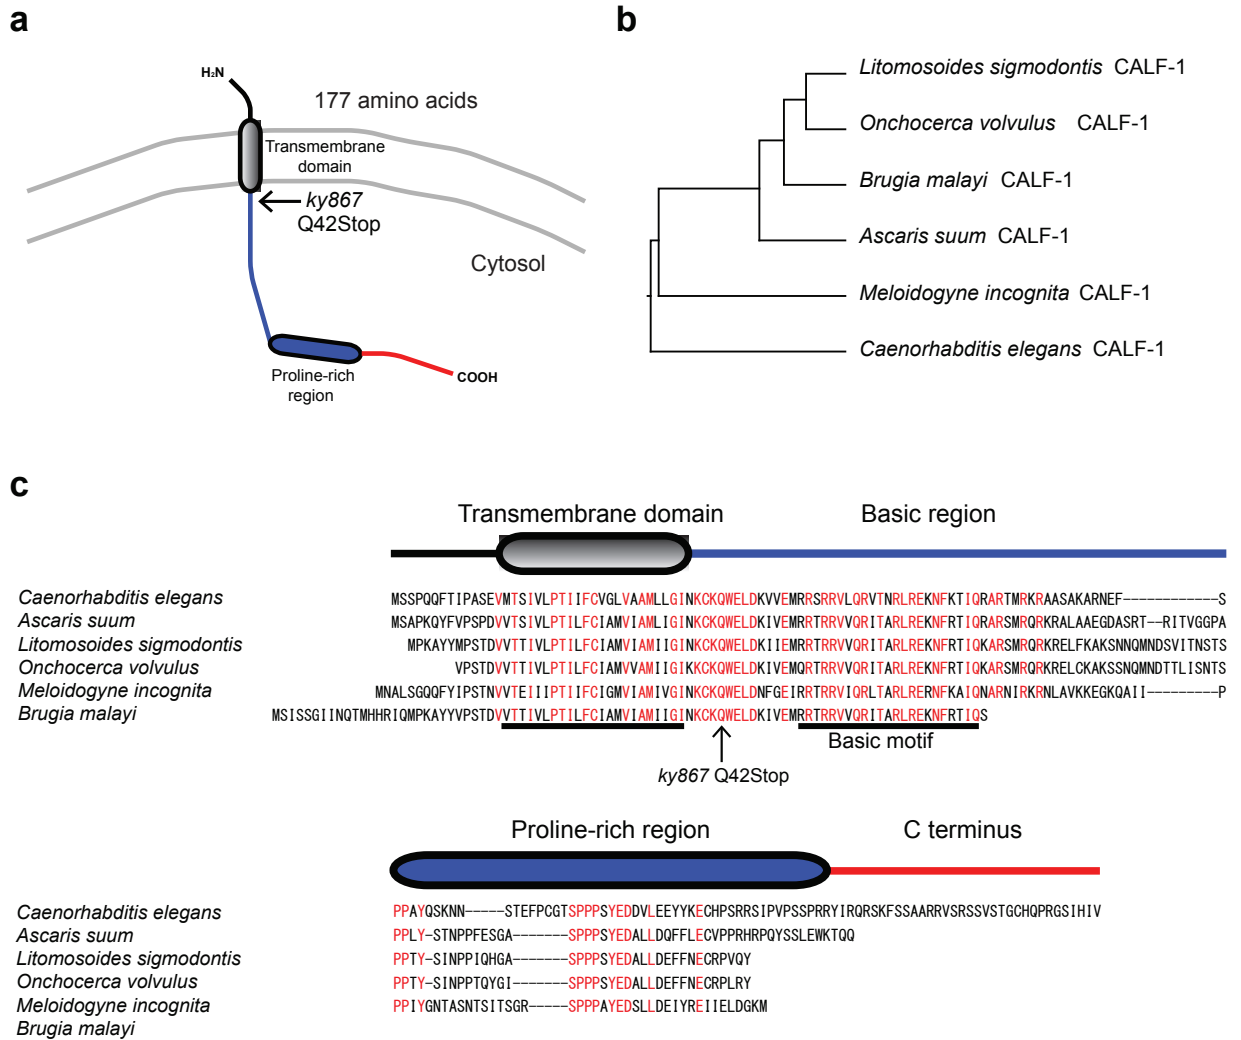 a
H₂N
177 amino acids
Transmembrane
domain
ky867
Q42Stop
Cytosol
Proline-rich
region
COOH
b
Litomosoides sigmodontis CALF-1
Onchocerca volvulus CALF-1
Brugia malayi CALF-1
Ascaris suum CALF-1
Meloidogyne incognita CALF-1
Caenorhabditis elegans CALF-1
c
Transmembrane domain Basic region
Caenorhabditis elegans MSSPQQFTIPASEVMTSIVLPTIIFCVGLVAAMLLGINKCKQWELDKVVEMRRSRRVLQRVTNRLREKNFKTIQRARTMRKRAASAKARNEF------------S
Ascaris suum MSAPKQYFVPSPDVVTSIVLPTILFCIAMVIAMLIGINKCKQWELDKIVEMRRTRRVVQRITARLREKNFRTIQRARSMRQKRALAAEGDASRT--RITVGGPA
Litomosoides sigmodontis MPKAYYMPSTDVVTTIVLPTILFCIAMVIAMIIGINKCKQWELDKIIEMRRTRRVVQRITARLREKNFRTIQKARSMRQRKRELFKAKSNNQMNDSVITNSTS
Onchocerca volvulus VPSTDVVTTIVLPTILFCIAMVVAMIIGIKKCKQWELDKIVEMQRTRRVVQRITARLREKNFRTIQKARSMRQRKRELCKAKSSNQMNDTTLISNTS
Meloidogyne incognita MNALSGQQFYIPSTNVVTEIIIPTIIFCIGMVIAMIVGINKCKQWELDNFGEIRRTRRVIQRLTARLRERNFKAIQNARNIRKRNLAVKKEGKQAII---------P
Brugia malayi MSISSGIINQTMHHRIQMPKAYYVPSTDVVVTTIVLPTILFCIAMVIAMIIGINKCKQWELDKIVEMRRTRRVVQRITARLREKNFRTIQS
Basic motif
ky867 Q42Stop
Proline-rich region C terminus
Caenorhabditis elegans PPAYQSKNN-----STEFPCGTSPPPSYEDDVLEEYYKECHPSRRSIPVPSSPRRYIRQRSKFSSAARRVSRSSVSTGCHQPRGSIHIV
Ascaris suum PPLY-STNPPFESGA-------SPPPSYEDALLDQFFLECVPPRHRPQYSSLEWKTQQ
Litomosoides sigmodontis PPTY-SINPPIQHGA-------SPPPSYEDALLDEFFNECRPVQY
Onchocerca volvulus PPTY-SINPPTQYGI-------SPPPSYEDALLDEFFNECRPLRY
Meloidogyne incognita PPIYGNTASNTSITSGR-----SPPPAYEDSLLDEIYREIIELDGKM
Brugia malayi